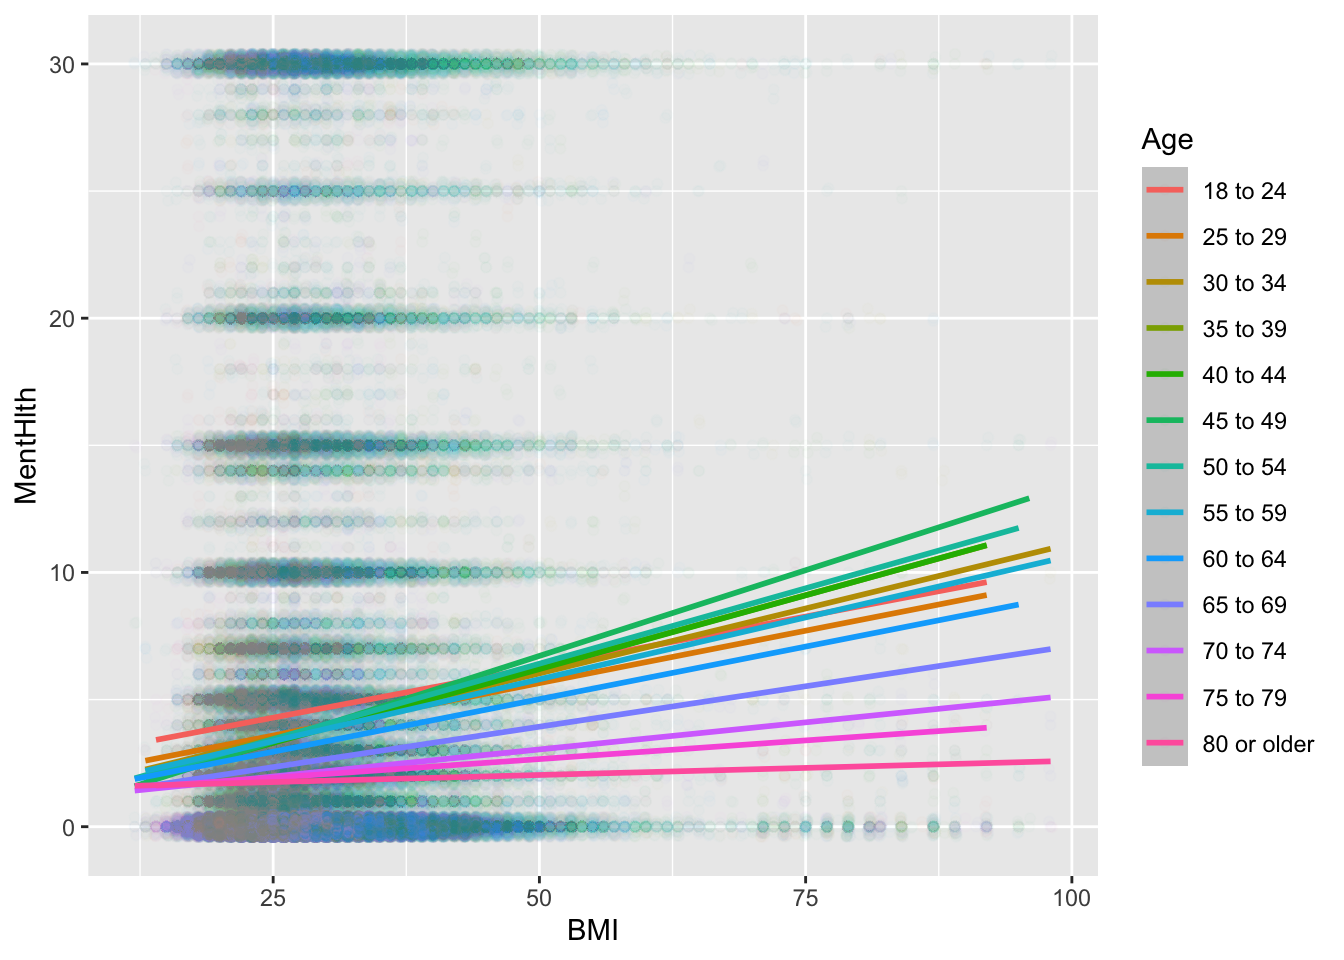 30
20
10
0
MentHlth
25
50
75
100
BMI
Age
18 to 24
25 to 29
30 to 34
35 to 39
40 to 44
45 to 49
50 to 54
55 to 59
60 to 64
65 to 69
70 to 74
75 to 79
80 or older